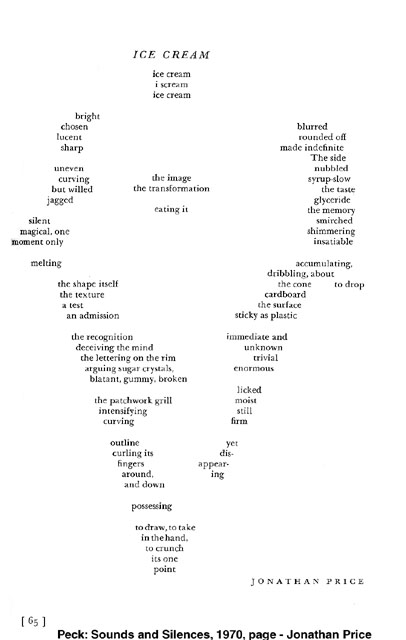 ICE CREAM
ice cream
i scream
ice cream
bright
chosen
lucent
sharp
uneven
curving
but willed
jagged
silent
magical, one
moment only
melting
the shape itself
the texture
a test
an admission
the image
the transformation
eating it
blurred
rounded off
made indefinite
The side
nubbled
syrup-slow
the taste
glyceride
the memory
smirched
shimmering
insatiable
accumulating,
dribbling, about
the cone to drop
cardboard
the surface
sticky as plastic
the recognition
deceiving the mind
the lettering on the rim
arguing sugar crystals,
blatant, gummy, broken
the patchwork grill
intensifying
curving
outline
curling its
fingers
around,
and down
immediate and
unknown
trivial
enormous
licked
moist
still
firm
yet
dis-
appear-
ing
possessing
to draw, to take
in the hand,
to crunch
its one
point
JONATHAN PRICE
[ 65 ]
Peck: Sounds and Silences, 1970, page - Jonathan Price